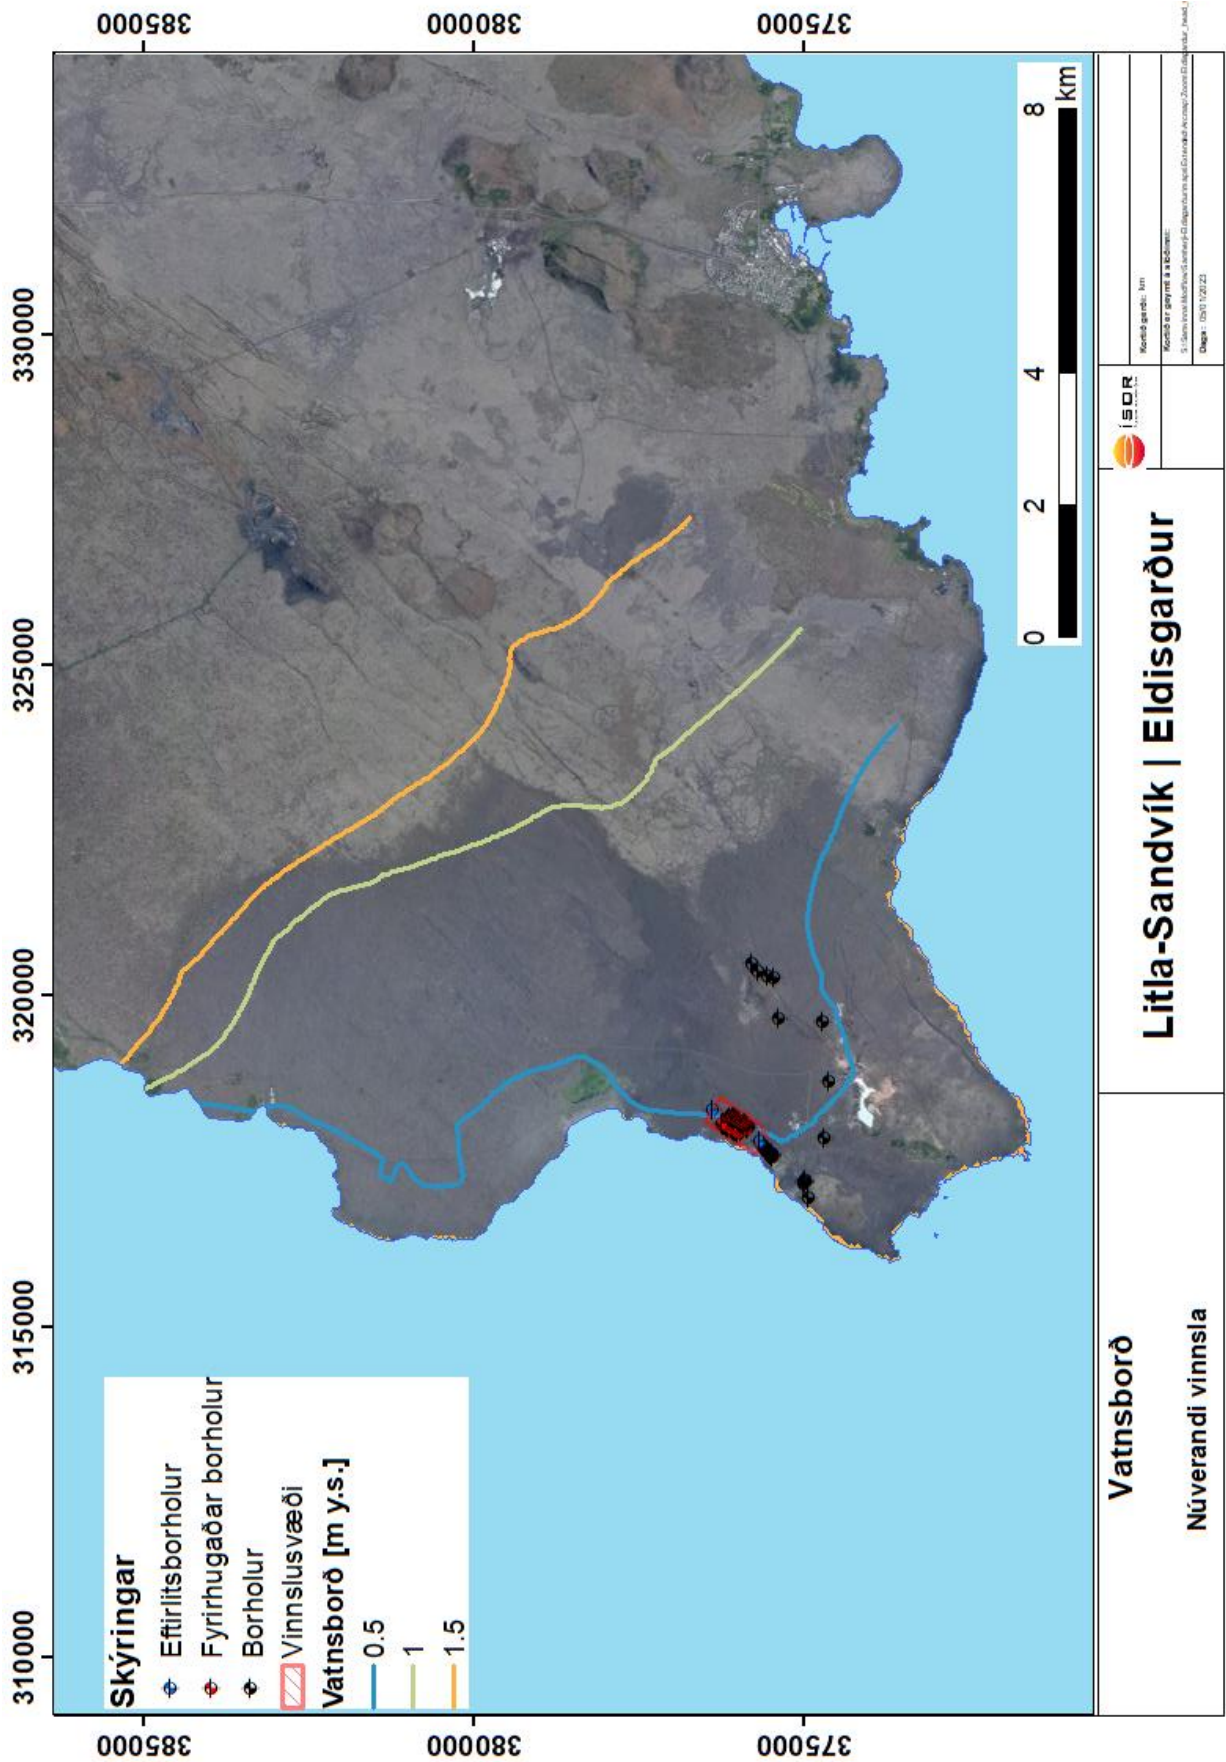 310000
315000
320000
325000
330000
385000
380000
375000
385000
380000
375000
Skýringar
Eftirlitsborholur
Fyrirhugaðar borholur
Borholur
Vinnslusvæði
Vatnsborð [m y.s.]
0.5
1
1.5
0 2 4 8
km
Vatnsborð
Núverandi vinnsla
Litla-Sandvík | Eldisgarður
ÍSOR